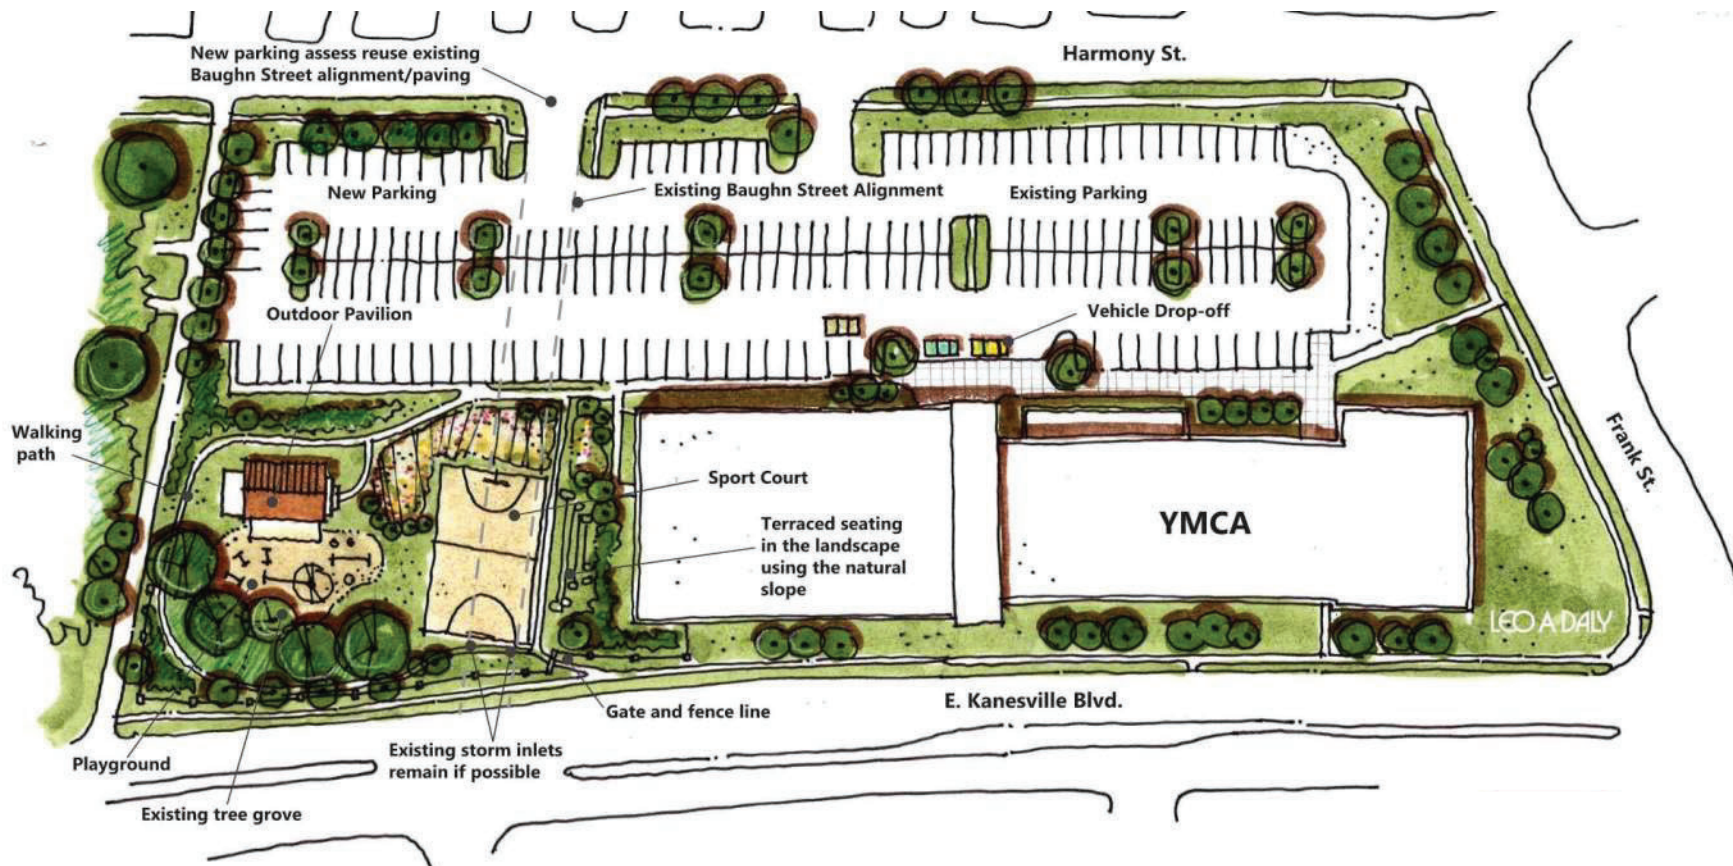 New parking assess reuse existing
Baughn Street alignment/paving
Harmony St.
New Parking
Existing Baughn Street Alignment
Existing Parking
Outdoor Pavilion
Vehicle Drop-off
Walking
path
Frank St.
Sport Court
YMCA
Terraced seating
in the landscape
using the natural
slope
LEO A DALY
E. Kanesville Blvd.
Gate and fence line
Playground
Existing storm inlets
remain if possible
Existing tree grove